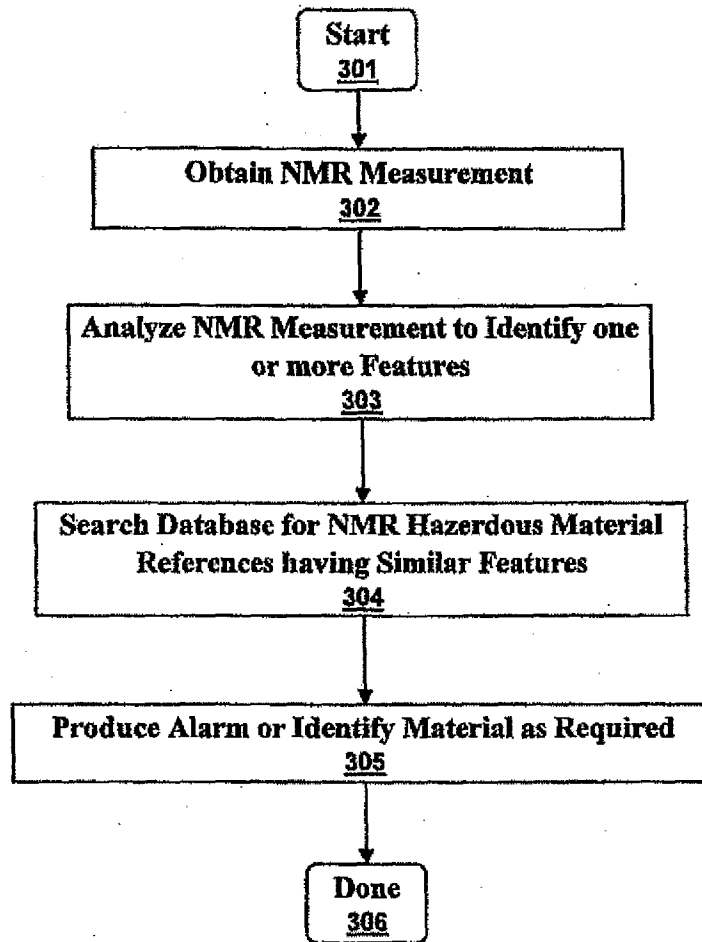 Start
301
Obtain NMR Measurement
302
Analyze NMR Measurement to Identify one
or more Features
303
Search Database for NMR Hazerdous Material
References having Similar Features
304
Produce Alarm or Identify Material as Required
305
Done
306